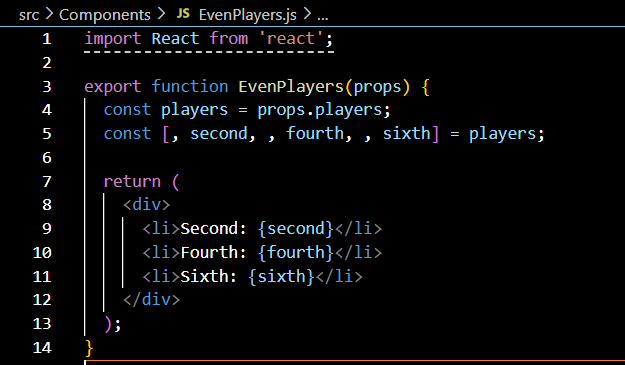 src > Components > JS EvenPlayers.js > ...
1 import React from 'react';
2
3 export function EvenPlayers(props) {
4   const players = props.players;
5   const [, second, , fourth, , sixth] = players;
6
7   return (
8     <div>
9       <li>Second: {second}</li>
10       <li>Fourth: {fourth}</li>
11       <li>Sixth: {sixth}</li>
12     </div>
13   );
14 }